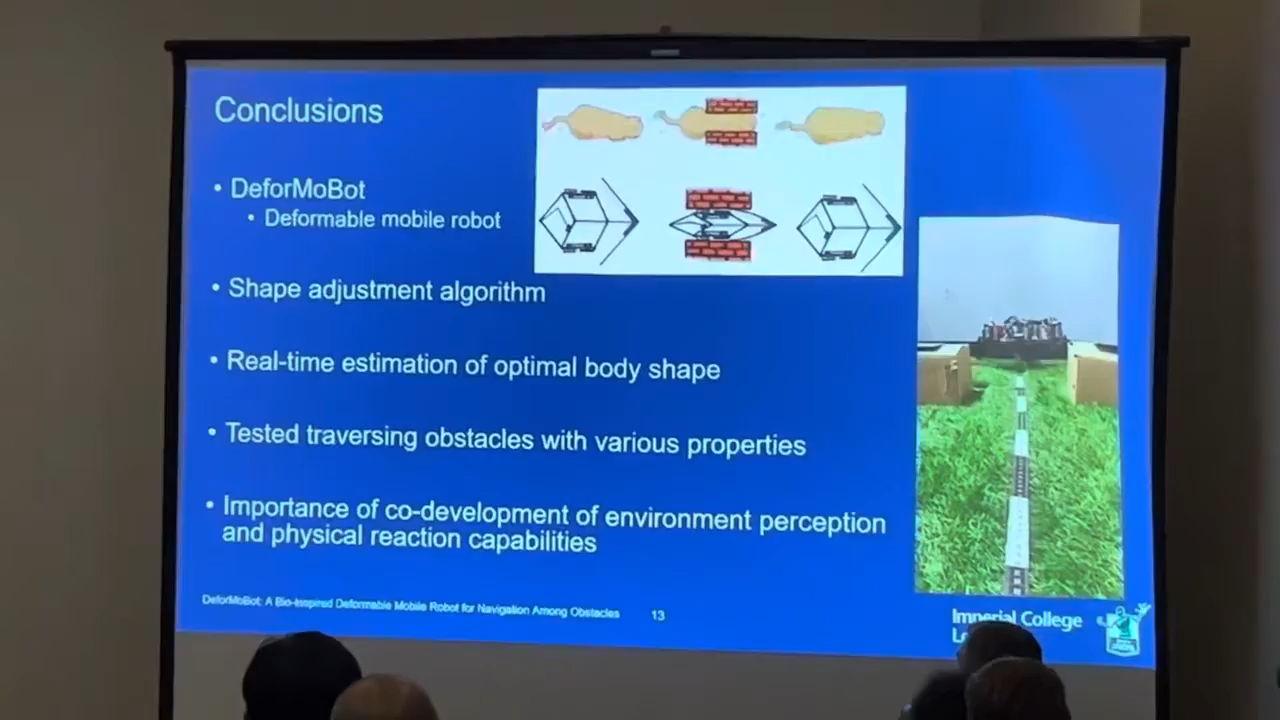 Conclusions
• DeforMoBot
• Deformable mobile robot
• Shape adjustment algorithm
• Real-time estimation of optimal body shape
• Tested traversing obstacles with various properties
• Importance of co-development of environment perception
and physical reaction capabilities
DeforMoBot: A Bio-Inspired Deformable Mobile Robot for Navigation Among Obstacles
13
Imperial College